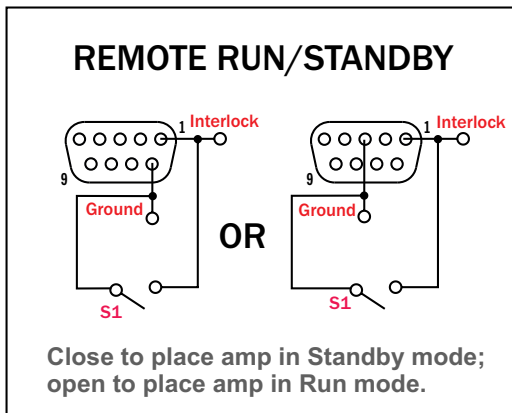 REMOTE RUN/STANDBY
1 Interlock
9
Ground
S1
OR
1 Interlock
9
Ground
S1
Close to place amp in Standby mode;
open to place amp in Run mode.